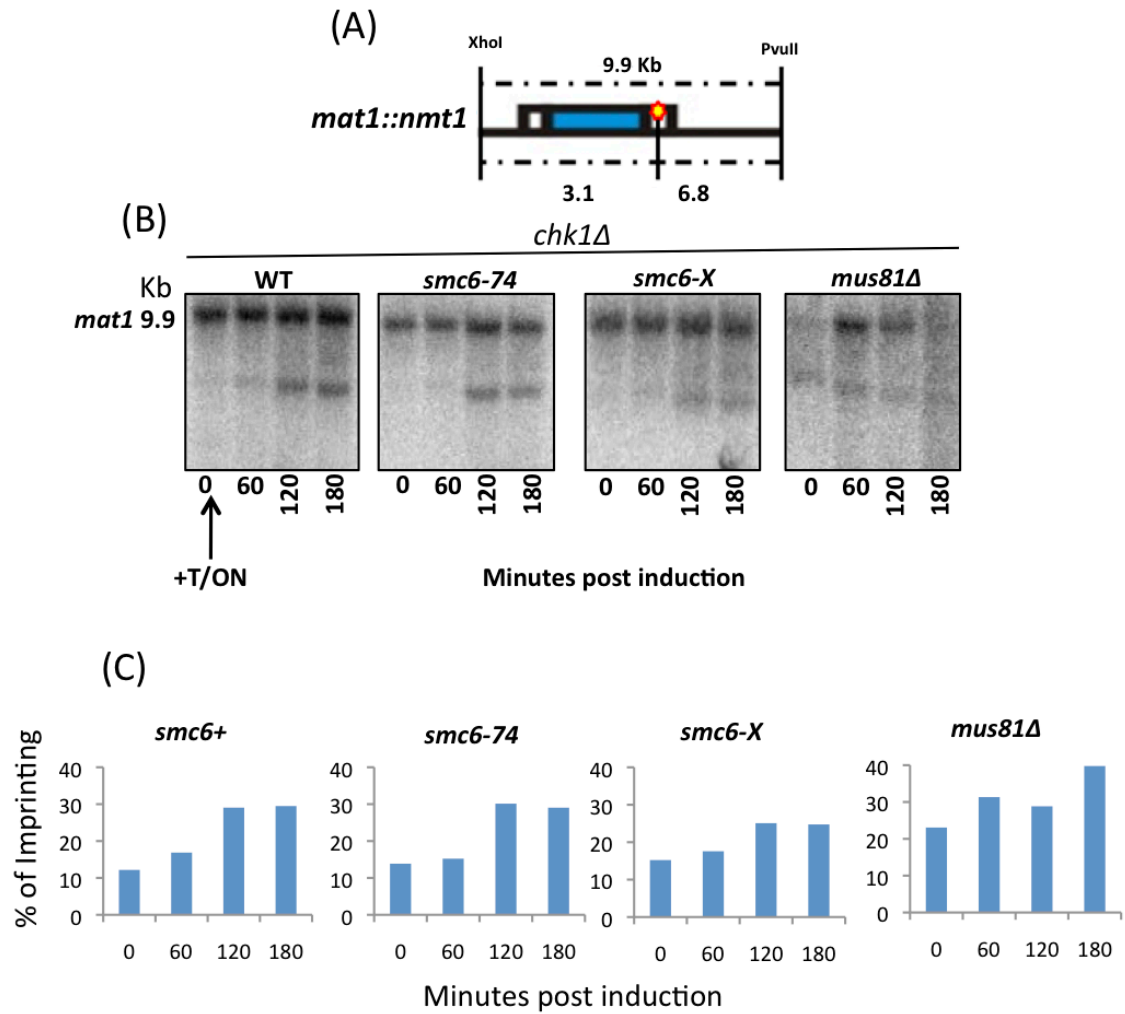 (A)
XhoI
PvuII
9.9 Kb
mat1::nmt1
3.1
6.8
(B)
chk1Δ
Kb
WT
smc6-74
smc6-X
mus81Δ
mat1 9.9
0 60 120 180
0 60 120 180
0 60 120 180
0 60 120 180
+T/ON
Minutes post induction
(C)
% of Imprinting
smc6+
smc6-74
smc6-X
mus81Δ
40
30
20
10
0
0 60 120 180
40
30
20
10
0
0 60 120 180
40
30
20
10
0
0 60 120 180
40
30
20
10
0
0 60 120 180
Minutes post induction